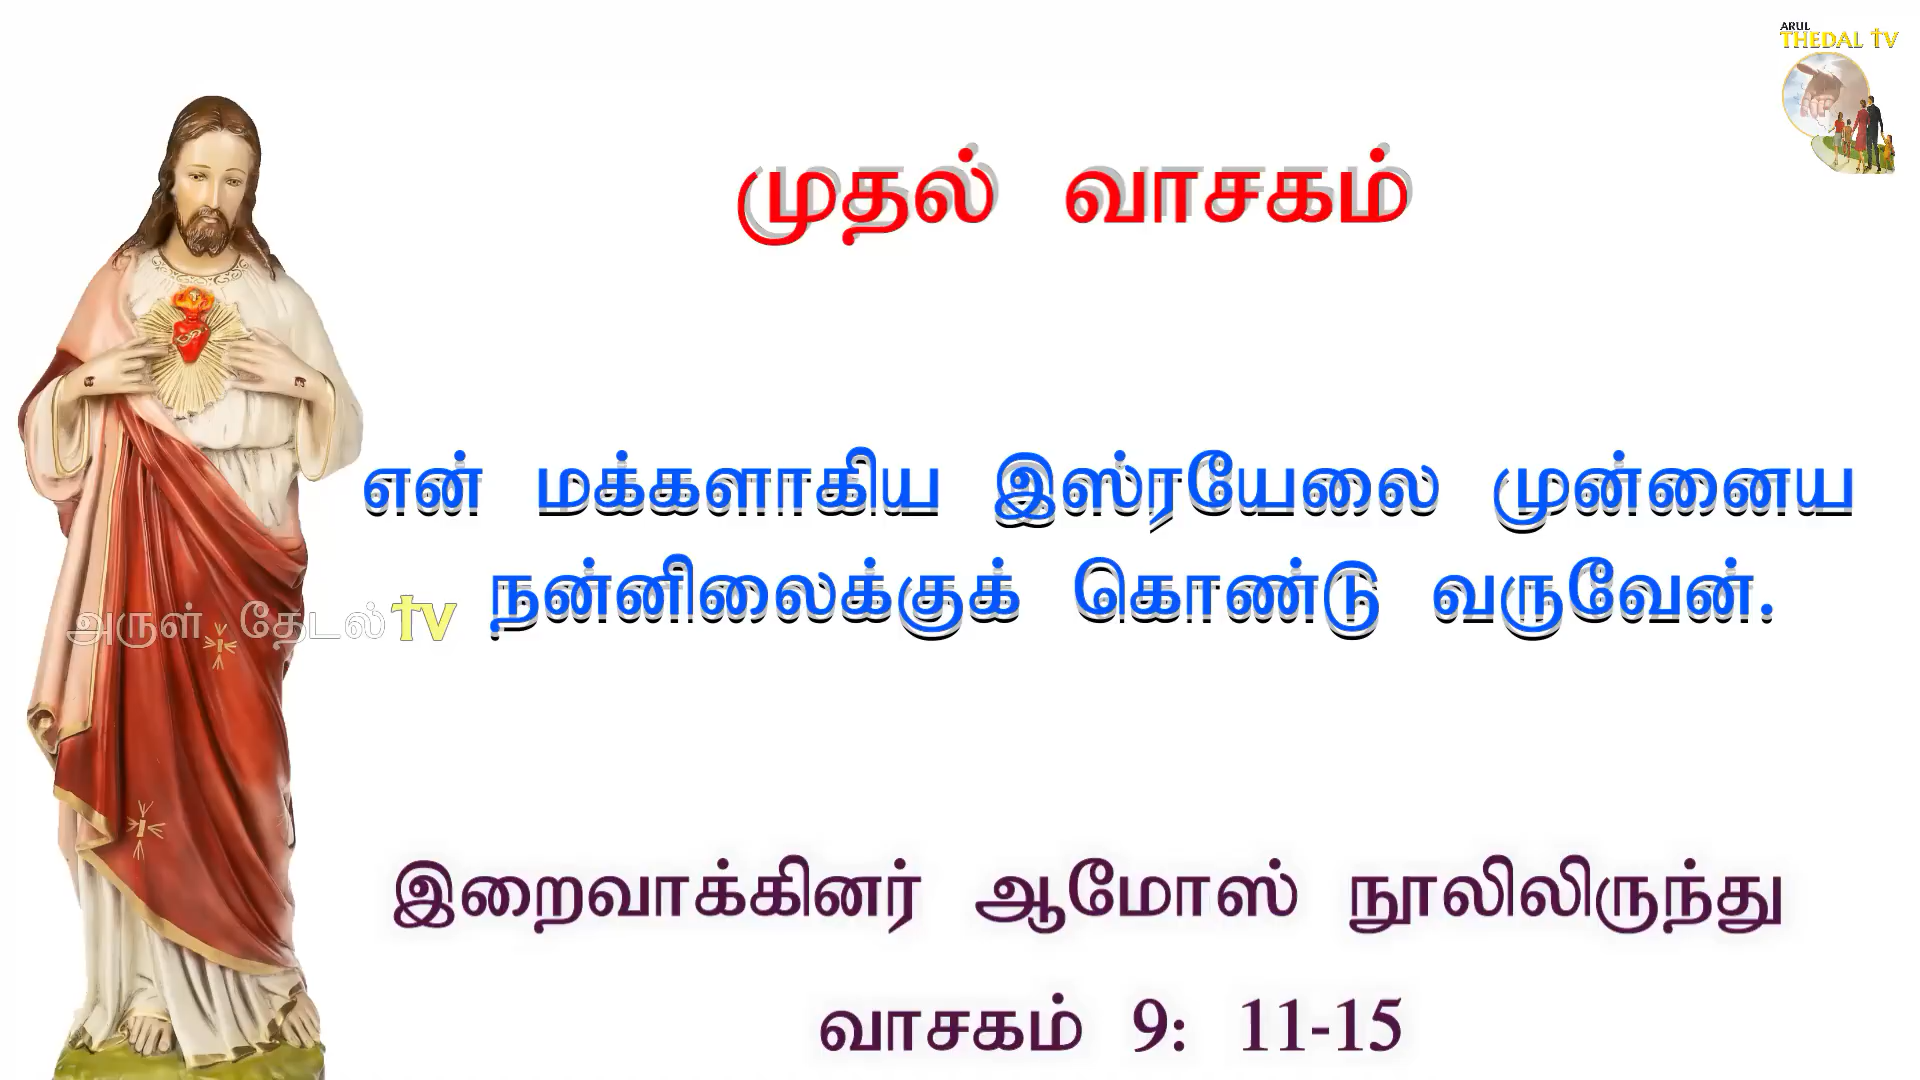 ARUL
THEDAL TV
முதல் வாசகம்
என் மக்களாகிய இஸ்ரயேலை முன்னைய
நன்னிலைக்குக் கொண்டு வருவேன்.
அருள் தேடல் TV
இறைவாக்கினர் ஆமோஸ் நூலிலிருந்து
வாசகம் 9: 11-15